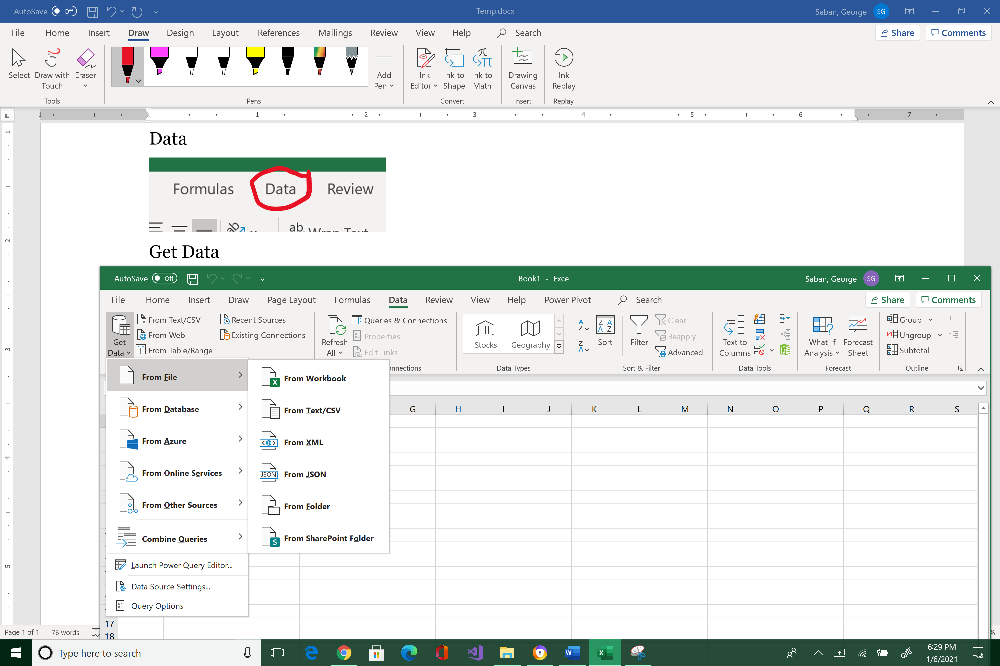 AutoSave Off Temp.docx Saban, George SG
File Home Insert Draw Design Layout References Mailings Review View Help Search Share Comments
Select Draw with Touch Eraser Add Pen Ink Editor Ink to Shape Ink to Math Drawing Canvas Ink Replay
Tools Pens Convert Insert Replay
1 1 2 3 4 5 6 7
Data
Formulas Data Review
ab Wrap Text
Get Data
AutoSave Off Book1 - Excel Saban, George SG
File Home Insert Draw Page Layout Formulas Data Review View Help Power Pivot Search Share Comments
Get Data
From Text/CSV
From Web
From Table/Range
Recent Sources
Existing Connections
Refresh All
Queries & Connections
Properties
Edit Links
Stocks Geography
Data Types
Sort
Filter
Clear
Reapply
Advanced
Sort & Filter
Text to Columns
Data Tools
What-If Analysis
Forecast Sheet
Forecast
Group
Ungroup
Subtotal
Outline
From File
From Database
From Azure
From Online Services
From Other Sources
Combine Queries
Launch Power Query Editor...
Data Source Settings...
Query Options
From Workbook
From Text/CSV
From XML
JSON From JSON
From Folder
From SharePoint Folder
G H I J K L M N O P Q R S
17
18
1
2
3
4
5
Page 1 of 1 76 words %
Type here to search
6:29 PM
1/6/2021